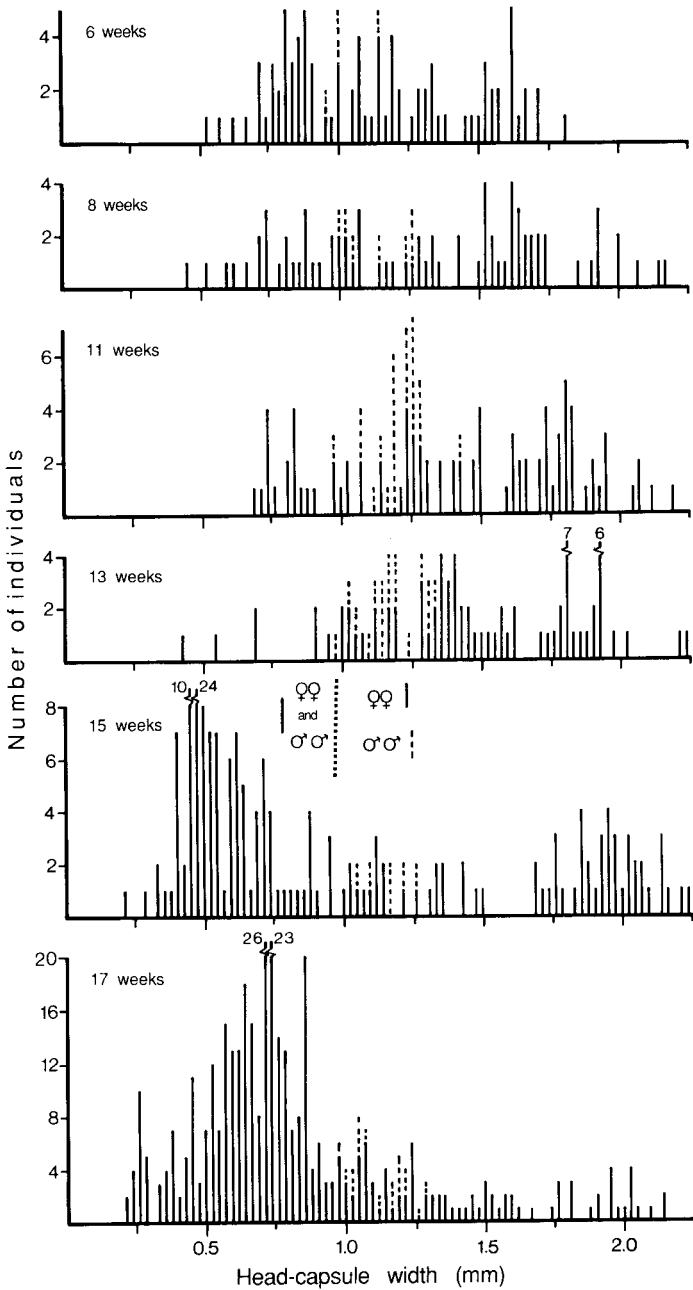 4
2
6 weeks
4
2
8 weeks
6
4
2
11 weeks
4
2
13 weeks
7 6
8
6
4
2
15 weeks
10 24
♀♀
and
♂♂
♀♀
♂♂
20
16
12
8
4
17 weeks
26 23
0.5 1.0 1.5 2.0
Head-capsule width (mm)
Number of individuals